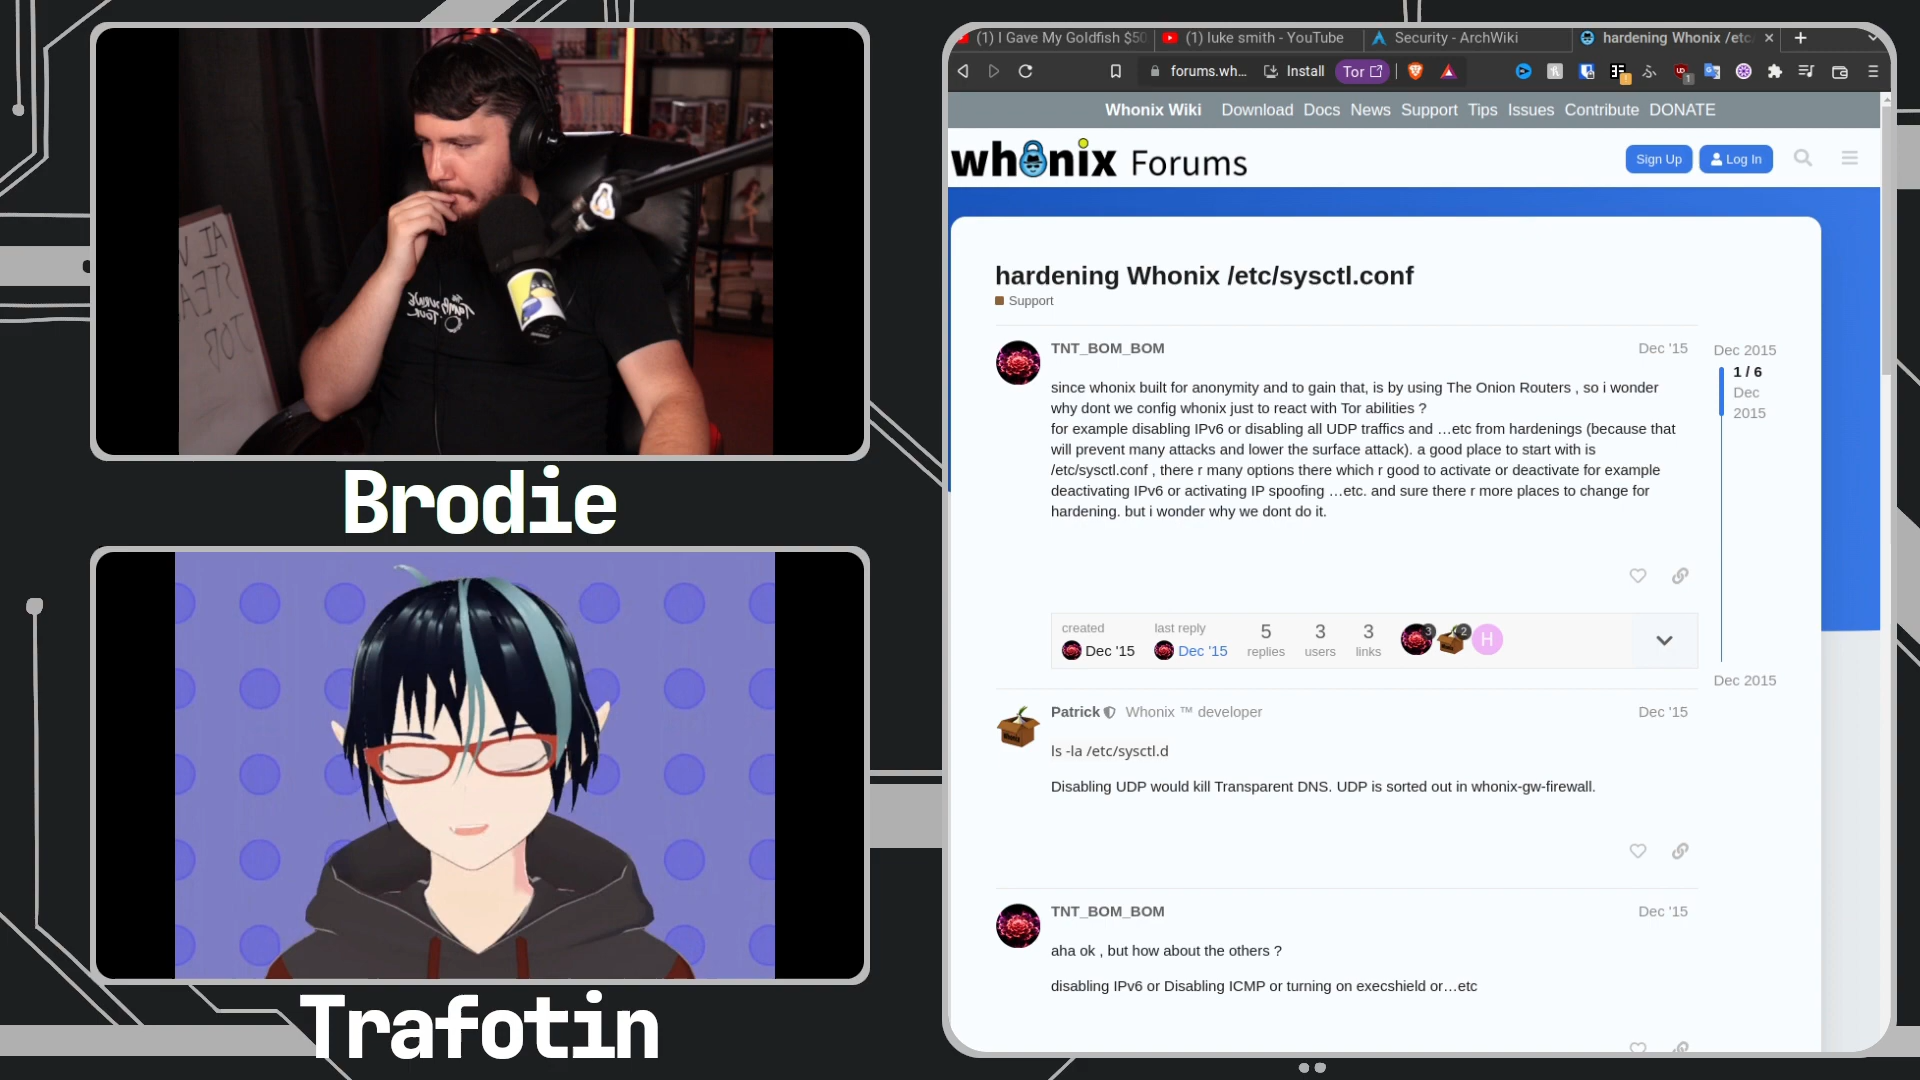 Brodie
Trafotin
(1) I Gave My Goldfish $50
(1) luke smith - YouTube
Security - ArchWiki
hardening Whonix /etc/
forums.wh...
Install
Tor
Whonix Wiki
Download
Docs
News
Support
Tips
Issues
Contribute
DONATE
whonix Forums
Sign Up
Log In
hardening Whonix /etc/sysctl.conf
Support
TNT_BOM_BOM
Dec '15
since whonix built for anonymity and to gain that, is by using The Onion Routers , so i wonder
why dont we config whonix just to react with Tor abilities ?
for example disabling IPv6 or disabling all UDP traffics and …etc from hardenings (because that
will prevent many attacks and lower the surface attack). a good place to start with is
/etc/sysctl.conf , there r many options there which r good to activate or deactivate for example
deactivating IPv6 or activating IP spoofing …etc. and sure there r more places to change for
hardening. but i wonder why we dont do it.
Dec 2015
1 / 6
Dec
2015
created
Dec '15
last reply
Dec '15
5
replies
3
users
3
links
3
2
H
Dec 2015
Patrick
Whonix ™ developer
Dec '15
ls -la /etc/sysctl.d
Disabling UDP would kill Transparent DNS. UDP is sorted out in whonix-gw-firewall.
TNT_BOM_BOM
Dec '15
aha ok , but how about the others ?
disabling IPv6 or Disabling ICMP or turning on execshield or…etc